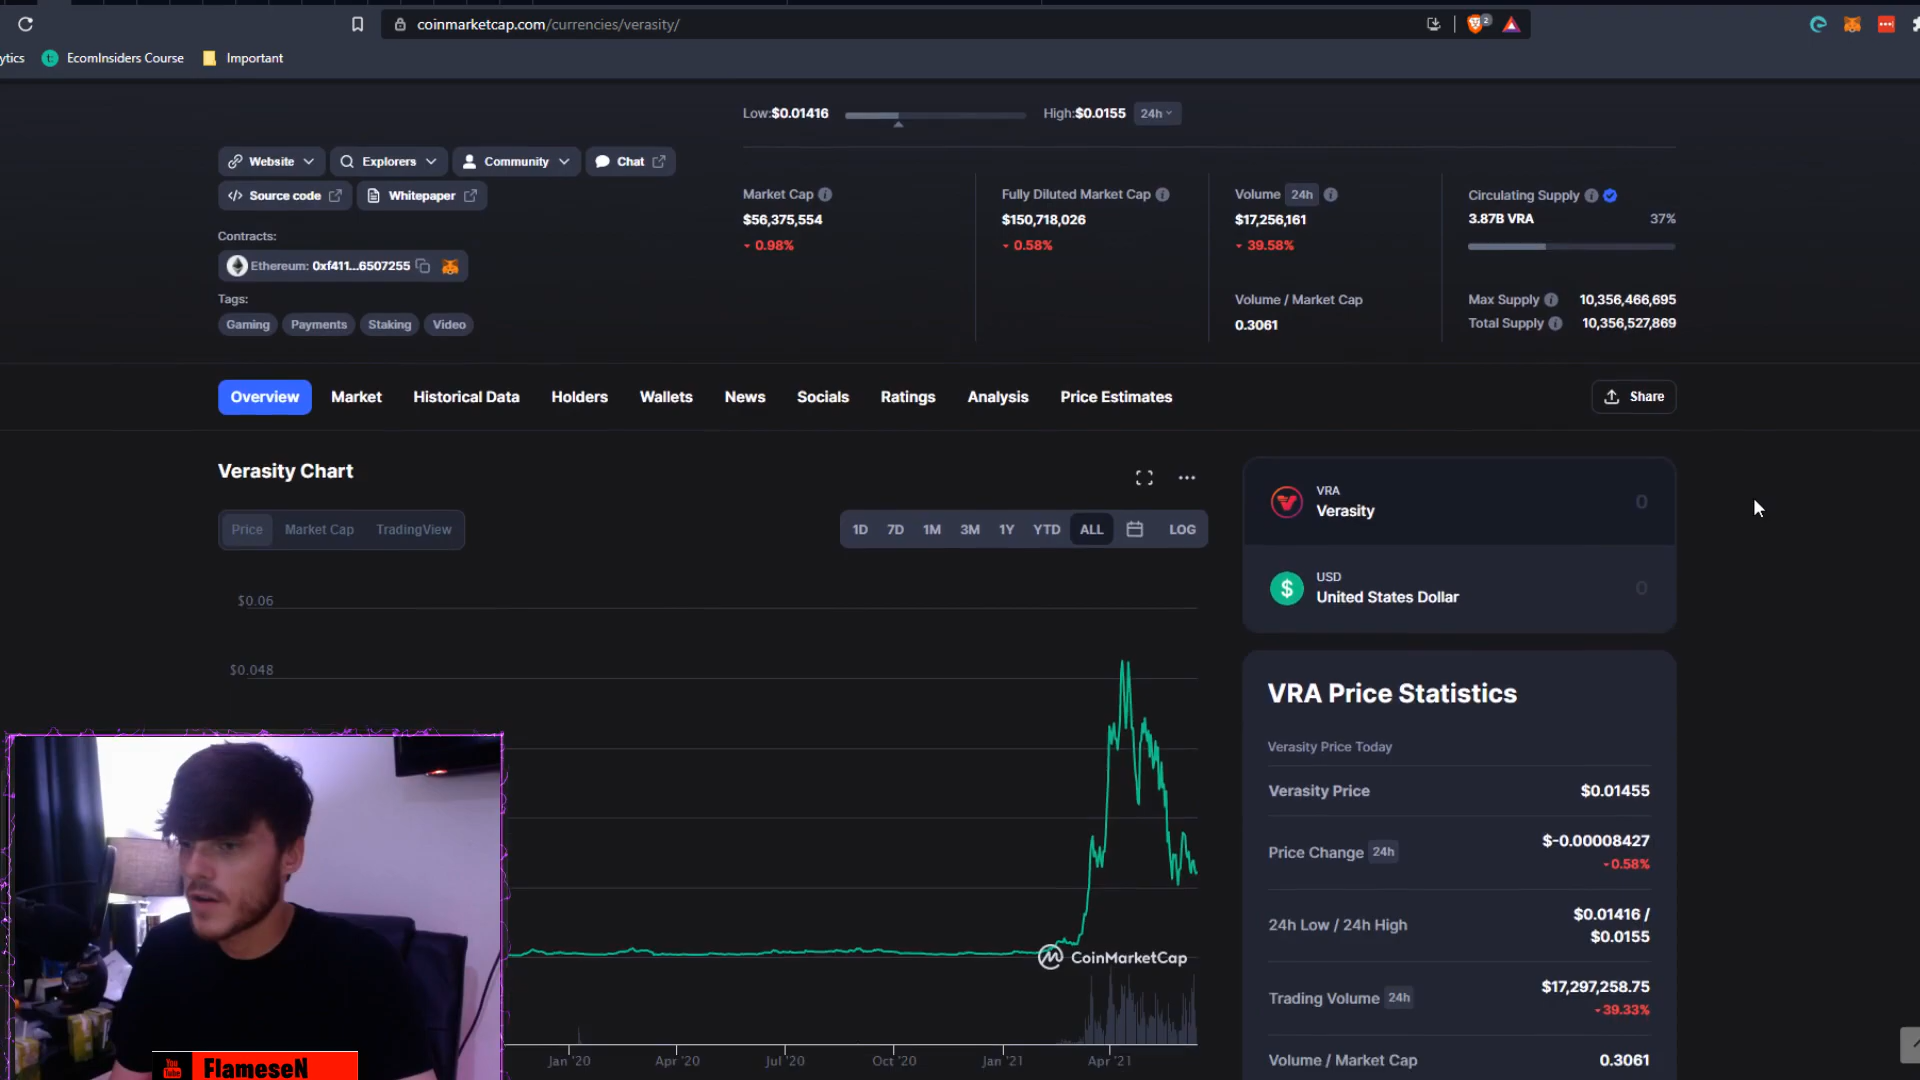 coinmarketcap.com/currencies/verasity/
2
ytics
EcomInsiders Course
Important
Low:$0.01416
High:$0.0155
24h
Website
Explorers
Community
Chat
Source code
Whitepaper
Contracts:
Ethereum: 0xf411...6507255
Tags:
Gaming
Payments
Staking
Video
Market Cap
$56,375,554
0.98%
Fully Diluted Market Cap
$150,718,026
0.58%
Volume 24h
$17,256,161
39.58%
Volume / Market Cap
0.3061
Circulating Supply
3.87B VRA 37%
Max Supply 10,356,466,695
Total Supply 10,356,527,869
Overview
Market
Historical Data
Holders
Wallets
News
Socials
Ratings
Analysis
Price Estimates
Share
Verasity Chart
Price
Market Cap
TradingView
1D
7D
1M
3M
1Y
YTD
ALL
LOG
$0.06
$0.048
CoinMarketCap
Jan '20
Apr '20
Jul '20
Oct '20
Jan '21
Apr '21
VRA
Verasity
0
USD
United States Dollar
0
VRA Price Statistics
Verasity Price Today
Verasity Price $0.01455
Price Change 24h
$-0.00008427
-0.58%
24h Low / 24h High
$0.01416 /
$0.0155
Trading Volume 24h
$17,297,258.75
-39.33%
Volume / Market Cap 0.3061
You
Tube
FlameseN